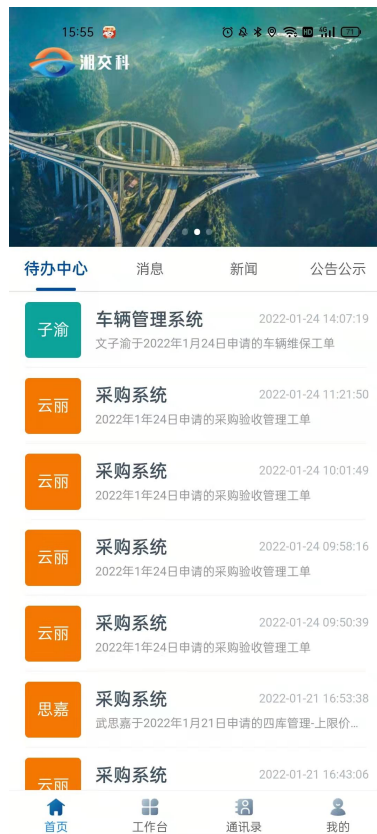 15:55
HD 4G 71
湘交科
待办中心 消息 新闻 公告公示
子渝
车辆管理系统 2022-01-24 14:07:19
文子渝于2022年1月24日申请的车辆维保工单
云丽
采购系统 2022-01-24 11:21:50
2022年1年24日申请的采购验收管理工单
云丽
采购系统 2022-01-24 10:01:49
2022年1年24日申请的采购验收管理工单
云丽
采购系统 2022-01-24 09:58:16
2022年1年24日申请的采购验收管理工单
云丽
采购系统 2022-01-24 09:50:39
2022年1年24日申请的采购验收管理工单
思嘉
采购系统 2022-01-21 16:53:38
武思嘉于2022年1月21日申请的四库管理-上限价...
云丽
采购系统 2022-01-21 16:43:06
首页 工作台 通讯录 我的